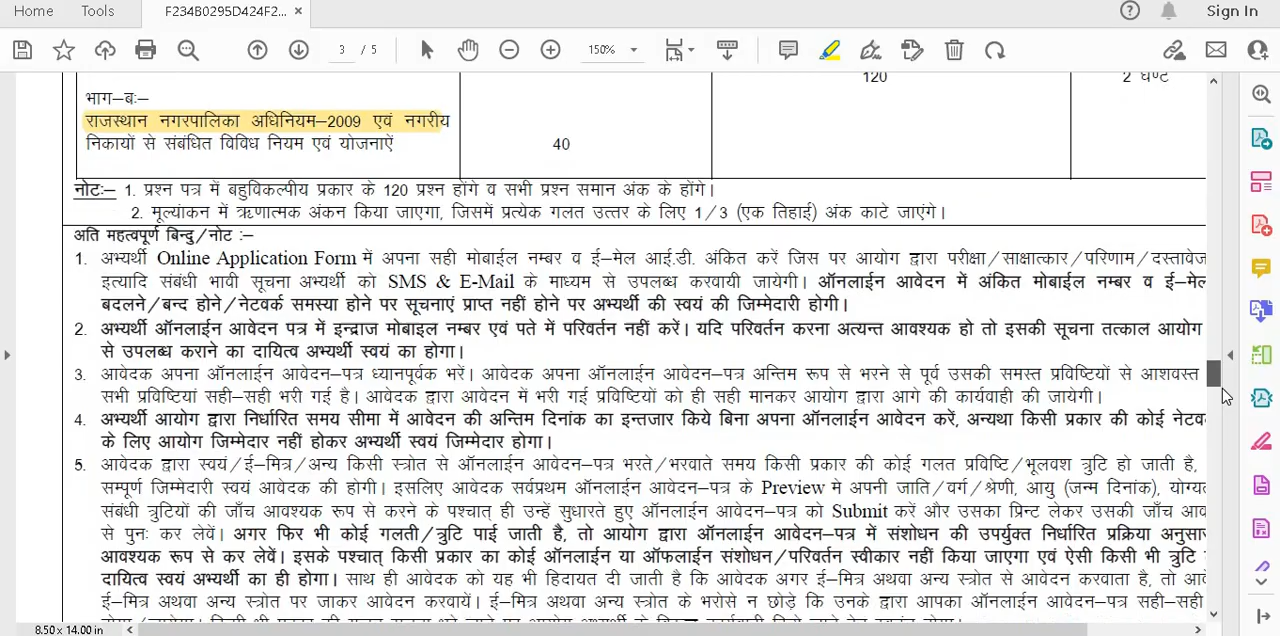 Home Tools F234B0295D424F2... × Sign In
3 / 5 150%
120 2 घण्ट
भाग–बः–
राजस्थान नगरपालिका अधिनियम–2009 एवं नगरीय
निकायों से संबंधित विविध नियम एवं योजनाऐं 40
नोटः– 1. प्रश्न पत्र में बहुविकल्पीय प्रकार के 120 प्रश्न होंगे व सभी प्रश्न समान अंक के होंगे।
2. मूल्यांकन में ऋणात्मक अंकन किया जाएगा, जिसमें प्रत्येक गलत उत्तर के लिए 1/3 (एक तिहाई) अंक काटे जाएंगे।
अति महत्वपूर्ण बिन्दु/नोट :–
1. अभ्यर्थी Online Application Form में अपना सही मोबाईल नम्बर व ई–मेल आई.डी. अंकित करें जिस पर आयोग द्वारा परीक्षा/साक्षात्कार/परिणाम/दस्तावेज
इत्यादि संबंधी भावी सूचना अभ्यर्थी को SMS & E-Mail के माध्यम से उपलब्ध करवायी जायेगी। ऑनलाईन आवेदन में अंकित मोबाईल नम्बर व ई–मेल
बदलने/बन्द होने/नेटवर्क समस्या होने पर सूचनाएं प्राप्त नहीं होने पर अभ्यर्थी की स्वयं की जिम्मेदारी होगी।
2. अभ्यर्थी ऑनलाईन आवेदन पत्र में इन्द्राज मोबाइल नम्बर एवं पते में परिवर्तन नहीं करें। यदि परिवर्तन करना अत्यन्त आवश्यक हो तो इसकी सूचना तत्काल आयोग
से उपलब्ध कराने का दायित्व अभ्यर्थी स्वयं का होगा।
3. आवेदक अपना ऑनलाईन आवेदन–पत्र ध्यानपूर्वक भरें। आवेदक अपना ऑनलाईन आवेदन–पत्र अन्तिम रूप से भरने से पूर्व उसकी समस्त प्रविष्टियों से आशवस्त
सभी प्रविष्टियां सही–सही भरी गई है। आवेदक द्वारा आवेदन में भरी गई प्रविष्टियों को ही सही मानकर आयोग द्वारा आगे की कार्यवाही की जायेगी।
4. अभ्यर्थी आयोग द्वारा निर्धारित समय सीमा में आवेदन की अन्तिम दिनांक का इन्तजार किये बिना अपना ऑनलाईन आवेदन करें, अन्यथा किसी प्रकार की कोई नेटव
के लिए आयोग जिम्मेदार नहीं होकर अभ्यर्थी स्वयं जिम्मेदार होगा।
5. आवेदक द्वारा स्वयं/ई–मित्र/अन्य किसी स्त्रोत से ऑनलाईन आवेदन–पत्र भरते/भरवाते समय किसी प्रकार की कोई गलत प्रविष्टि/भूलवश त्रुटि हो जाती है,
सम्पूर्ण जिम्मेदारी स्वयं आवेदक की होगी। इसलिए आवेदक सर्वप्रथम ऑनलाईन आवेदन–पत्र के Preview मे अपनी जाति/वर्ग/श्रेणी, आयु (जन्म दिनांक), योग्यत
संबंधी त्रुटियों की जाँच आवश्यक रूप से करने के पश्चात् ही उन्हें सुधारते हुए ऑनलाईन आवेदन–पत्र को Submit करें और उसका प्रिन्ट लेकर उसकी जाँच आव
से पुनः कर लेवें। अगर फिर भी कोई गलती/त्रुटि पाई जाती है, तो आयोग द्वारा ऑनलाईन आवेदन–पत्र में संशोधन की उपर्युक्त निर्धारित प्रक्रिया अनुसार
आवश्यक रूप से कर लेवें। इसके पश्चात् किसी प्रकार का कोई ऑनलाईन या ऑफलाईन संशोधन/परिवर्तन स्वीकार नहीं किया जाएगा एवं ऐसी किसी भी त्रुटि
दायित्व स्वयं अभ्यर्थी का ही होगा। साथ ही आवेदक को यह भी हिदायत दी जाती है कि आवेदक अगर ई–मित्र अथवा अन्य स्त्रोत से आवेदन करवाता है, तो आवे
ई–मित्र अथवा अन्य स्त्रोत पर जाकर आवेदन करवायें। ई–मित्र अथवा अन्य स्त्रोत के भरोसे न छोड़े कि उनके द्वारा आपका ऑनलाईन आवेदन–पत्र सही–सही
8.50 x 14.00 in